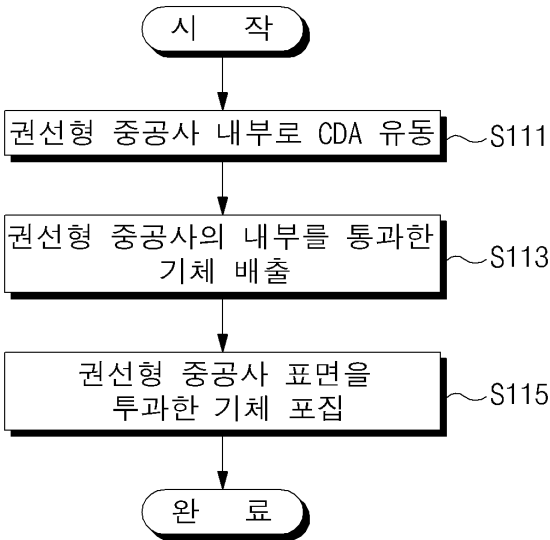 시 작
권선형 중공사 내부로 CDA 유동
S111
권선형 중공사의 내부를 통과한
기체 배출
S113
권선형 중공사 표면을
투과한 기체 포집
S115
완 료